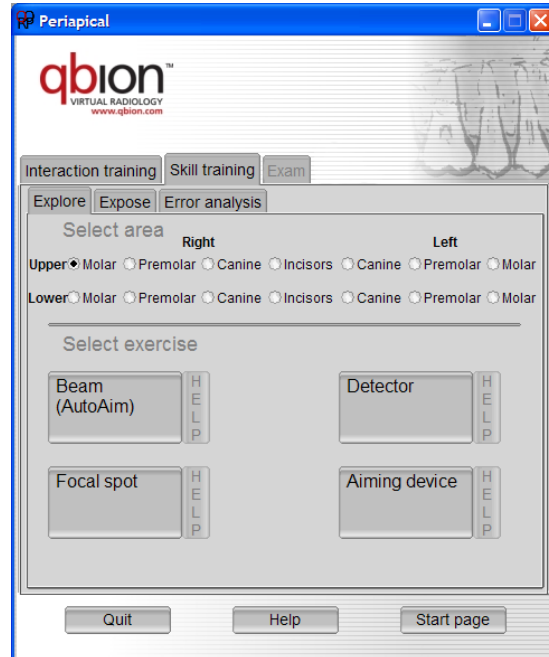 Periapical
qbion™
VIRTUAL RADIOLOGY
www.qbion.com
Interaction training Skill training Exam
Explore Expose Error analysis
Select area
Right Left
Upper Molar Premolar Canine Incisors Canine Premolar Molar
Lower Molar Premolar Canine Incisors Canine Premolar Molar
Select exercise
Beam
(AutoAim)
HELP
Detector
HELP
Focal spot
HELP
Aiming device
HELP
Quit Help Start page